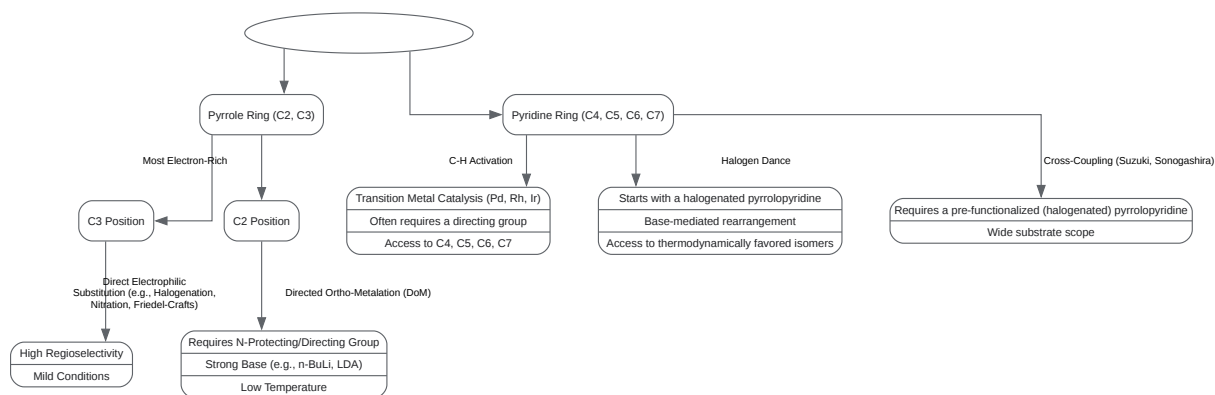 Pyrrole Ring (C2, C3)
Pyridine Ring (C4, C5, C6, C7)
Most Electron-Rich
C-H Activation
Halogen Dance
Cross-Coupling (Suzuki, Sonogashira)
C3 Position
C2 Position
Transition Metal Catalysis (Pd, Rh, Ir)
Often requires a directing group
Access to C4, C5, C6, C7
Starts with a halogenated pyrrolopyridine
Base-mediated rearrangement
Access to thermodynamically favored isomers
Requires a pre-functionalized (halogenated) pyrrolopyridine
Wide substrate scope
Direct Electrophilic
Substitution (e.g., Halogenation,
Nitration, Friedel-Crafts)
Directed Ortho-Metalation (DoM)
High Regioselectivity
Mild Conditions
Requires N-Protecting/Directing Group
Strong Base (e.g., n-BuLi, LDA)
Low Temperature